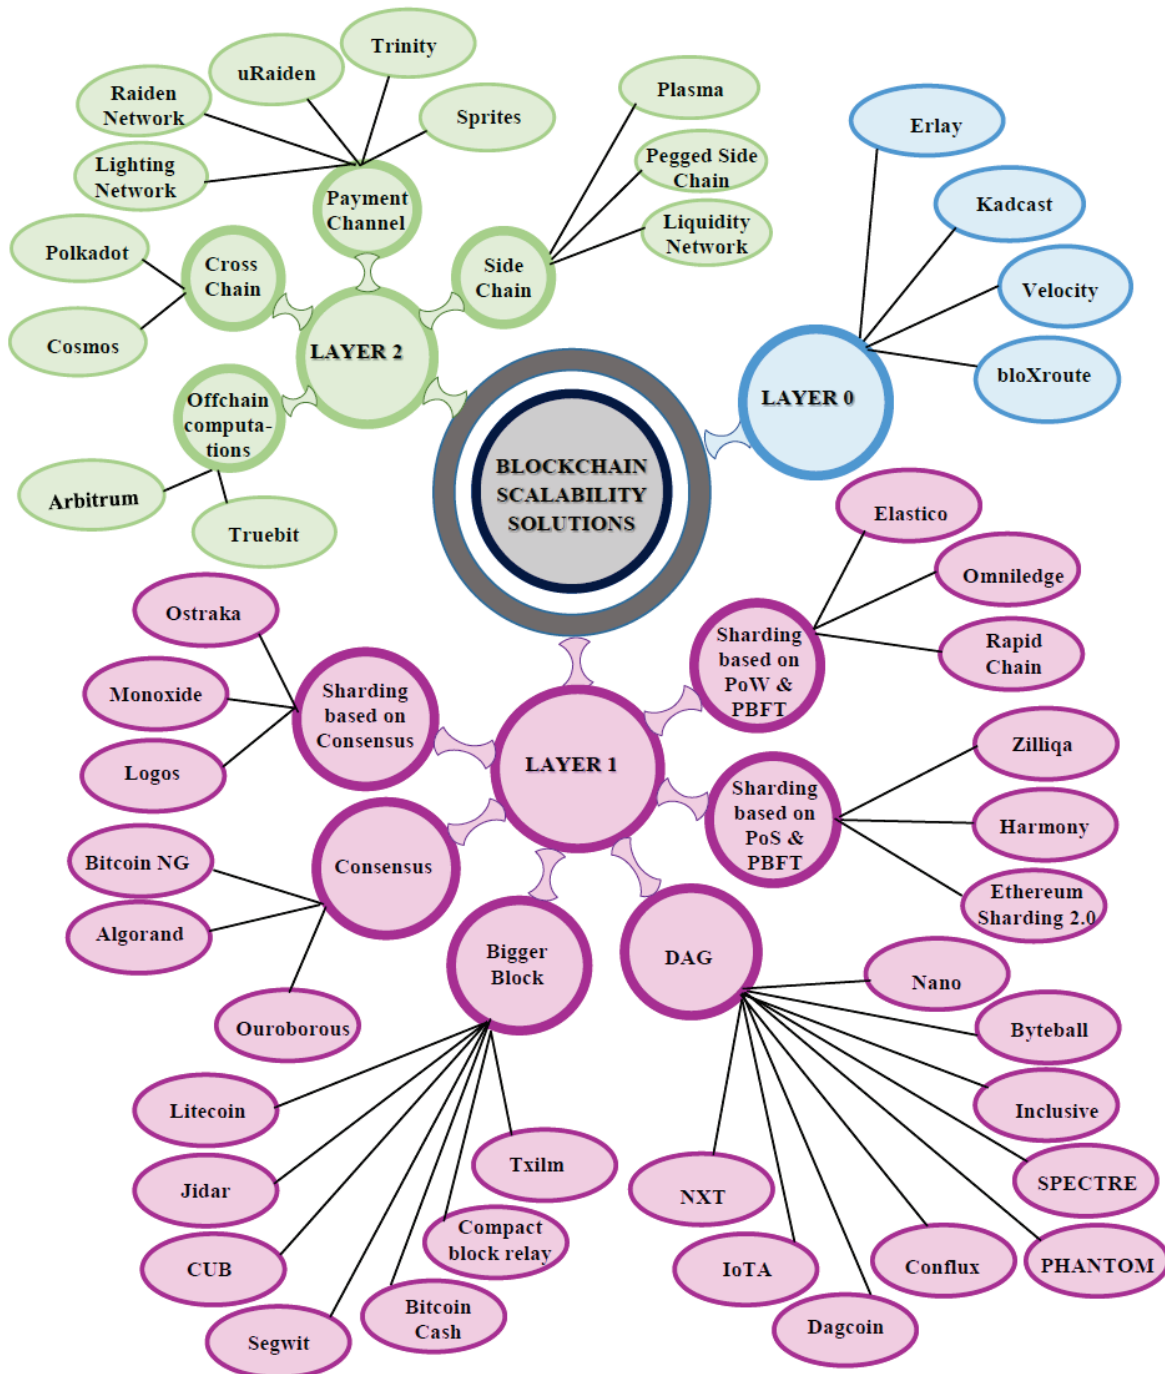 Trinity
uRaiden
Raiden
Network
Sprites
Lighting
Network
Payment
Channel
Plasma
Pegged Side
Chain
Liquidity
Network
Side
Chain
Polkadot
Cross
Chain
Cosmos
LAYER 2
Offchain
computa-
tions
Arbitrum
Truebit
Erlay
Kadcast
Velocity
bloXroute
LAYER 0
BLOCKCHAIN
SCALABILITY
SOLUTIONS
Elastico
Omniledge
Rapid
Chain
Sharding
based on
PoW &
PBFT
Ostraka
Monoxide
Logos
Sharding
based on
Consensus
LAYER 1
Zilliqa
Harmony
Ethereum
Sharding 2.0
Sharding
based on
PoS &
PBFT
Consensus
Bitcoin NG
Algorand
Ouroborous
Bigger
Block
DAG
Nano
Byteball
Inclusive
SPECTRE
PHANTOM
Conflux
Dagcoin
IoTA
NXT
Litecoin
Jidar
CUB
Segwit
Bitcoin
Cash
Compact
block relay
Txilm